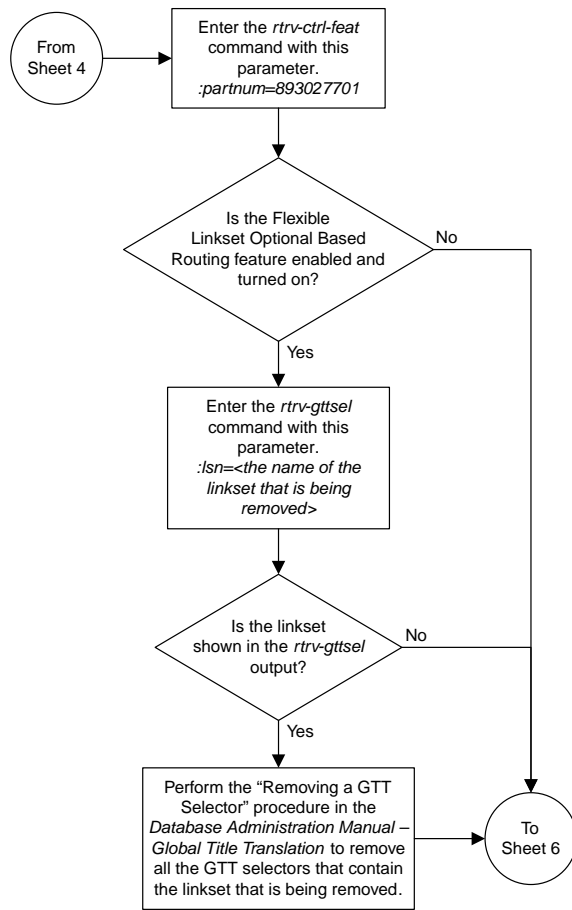 From
Sheet 4
Enter the rtrv-ctrl-feat
command with this
parameter.
:partnum=893027701
Is the Flexible
Linkset Optional Based
Routing feature enabled and
turned on?
No
Yes
Enter the rtrv-gttsel
command with this
parameter.
:lsn=<the name of the
linkset that is being
removed>
Is the linkset
shown in the rtrv-gttsel
output?
No
Yes
Perform the “Removing a GTT
Selector” procedure in the
Database Administration Manual –
Global Title Translation to remove
all the GTT selectors that contain
the linkset that is being removed.
To
Sheet 6